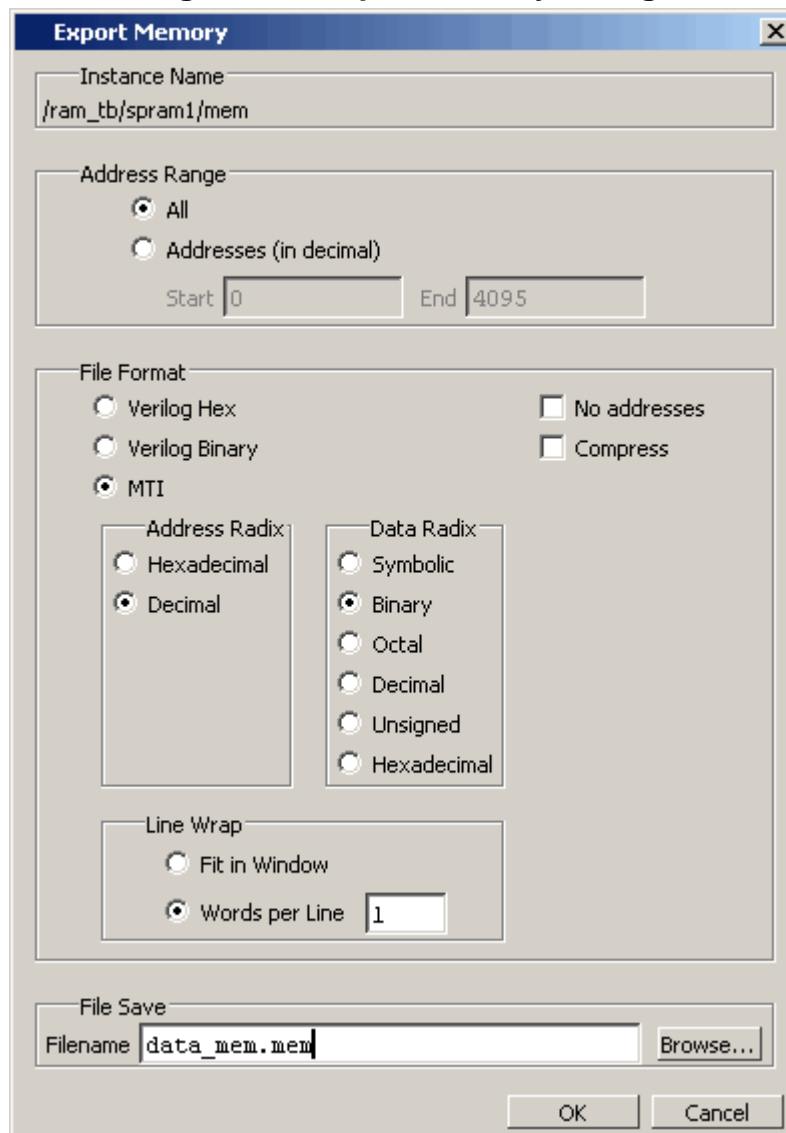 Export Memory
Instance Name
/ram_tb/spram1/mem
Address Range
All
Addresses (in decimal)
Start 0 End 4095
File Format
Verilog Hex No addresses
Verilog Binary Compress
MTI
Address Radix Data Radix
Hexadecimal Symbolic
Decimal Binary
Octal
Decimal
Unsigned
Hexadecimal
Line Wrap
Fit in Window
Words per Line 1
File Save
Filename data_mem.mem Browse...
OK Cancel